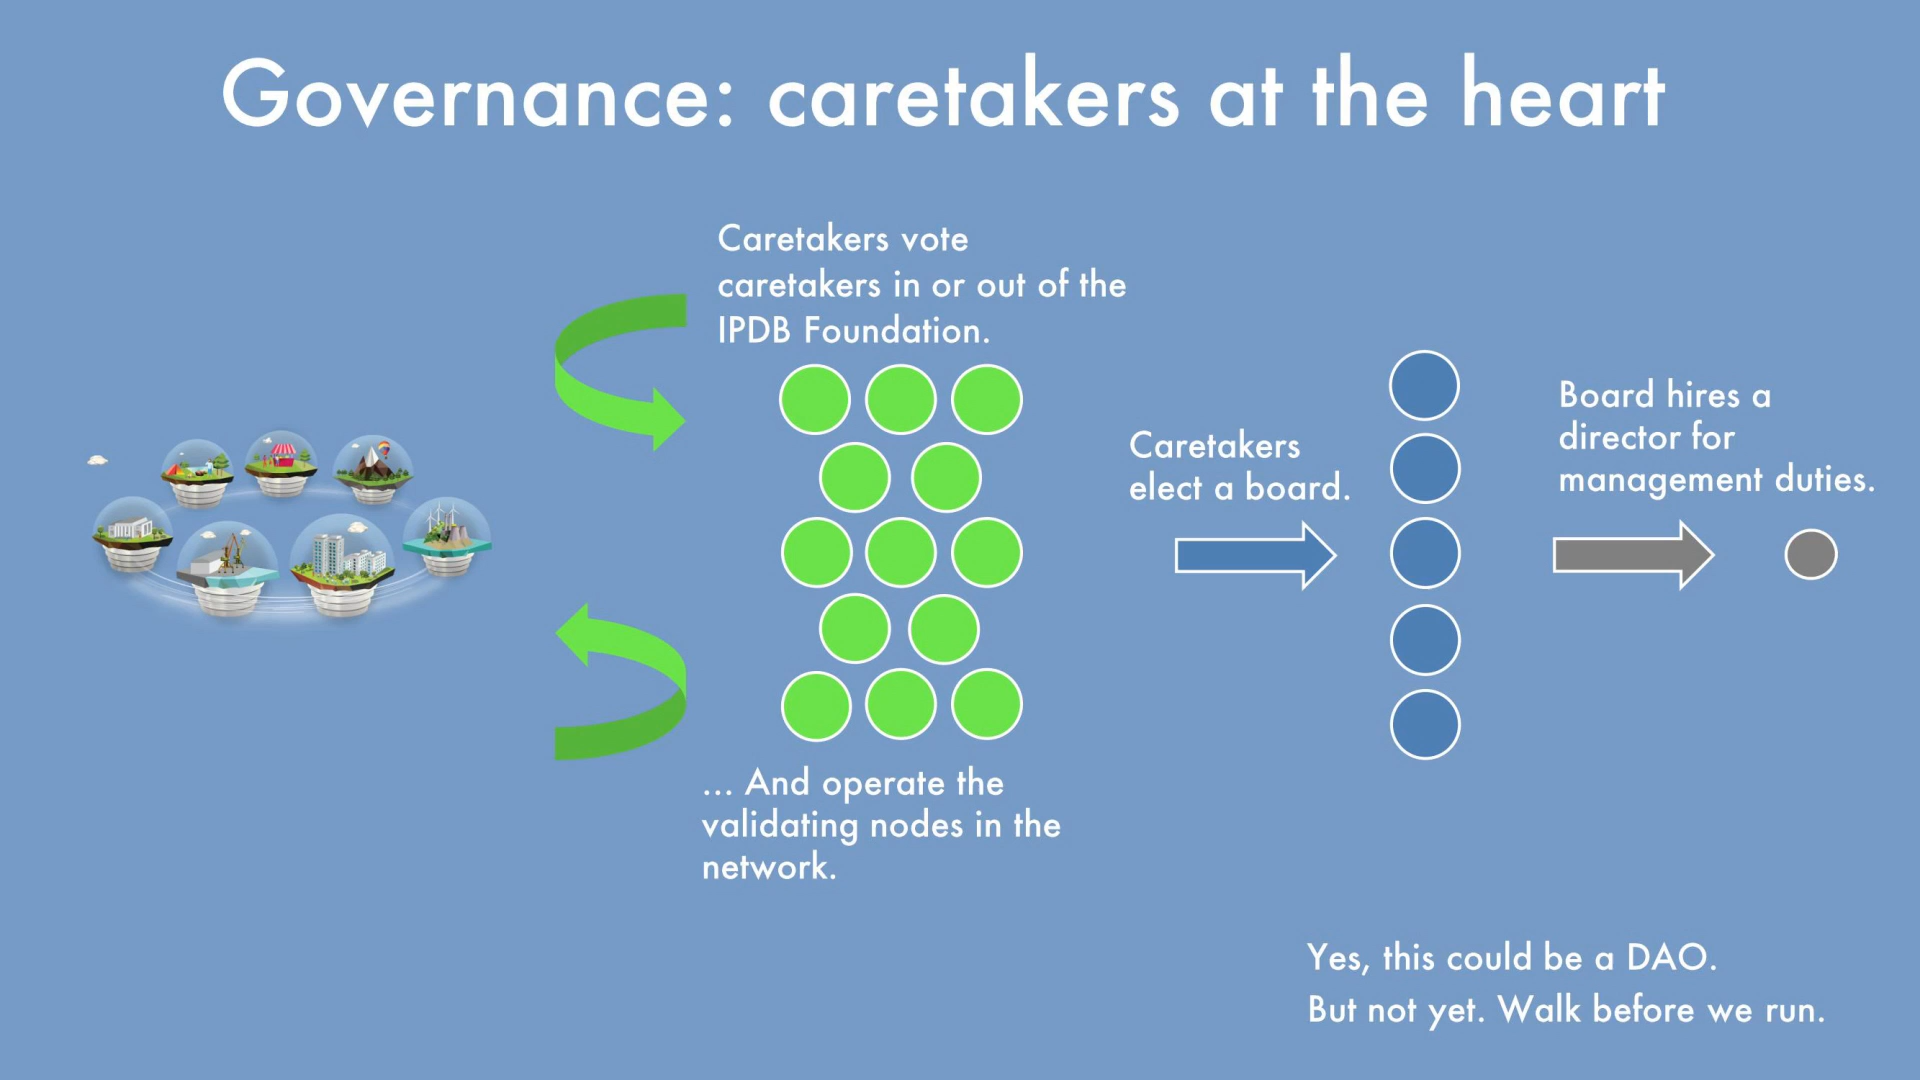 Governance: caretakers at the heart
Caretakers vote
caretakers in or out of the
IPDB Foundation.
Caretakers
elect a board.
Board hires a
director for
management duties.
... And operate the
validating nodes in the
network.
Yes, this could be a DAO.
But not yet. Walk before we run.